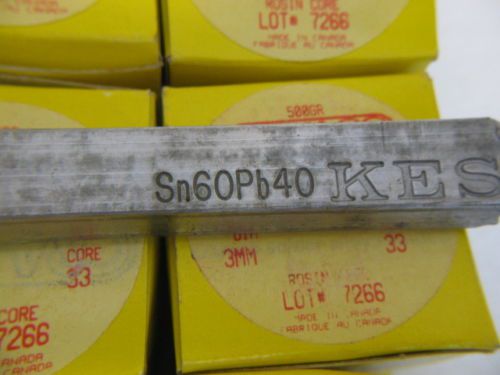 ROSIN CORE
LOT# 7266
MADE IN CANADA
FABRIQUE AU CANADA
500GR
Sn60Pb40 KES
3MM 33
ROSIN
LOT# 7266
MADE IN CANADA
FABRIQUE AU CANADA
CORE
33
CORE
7266
CANADA
CANADA